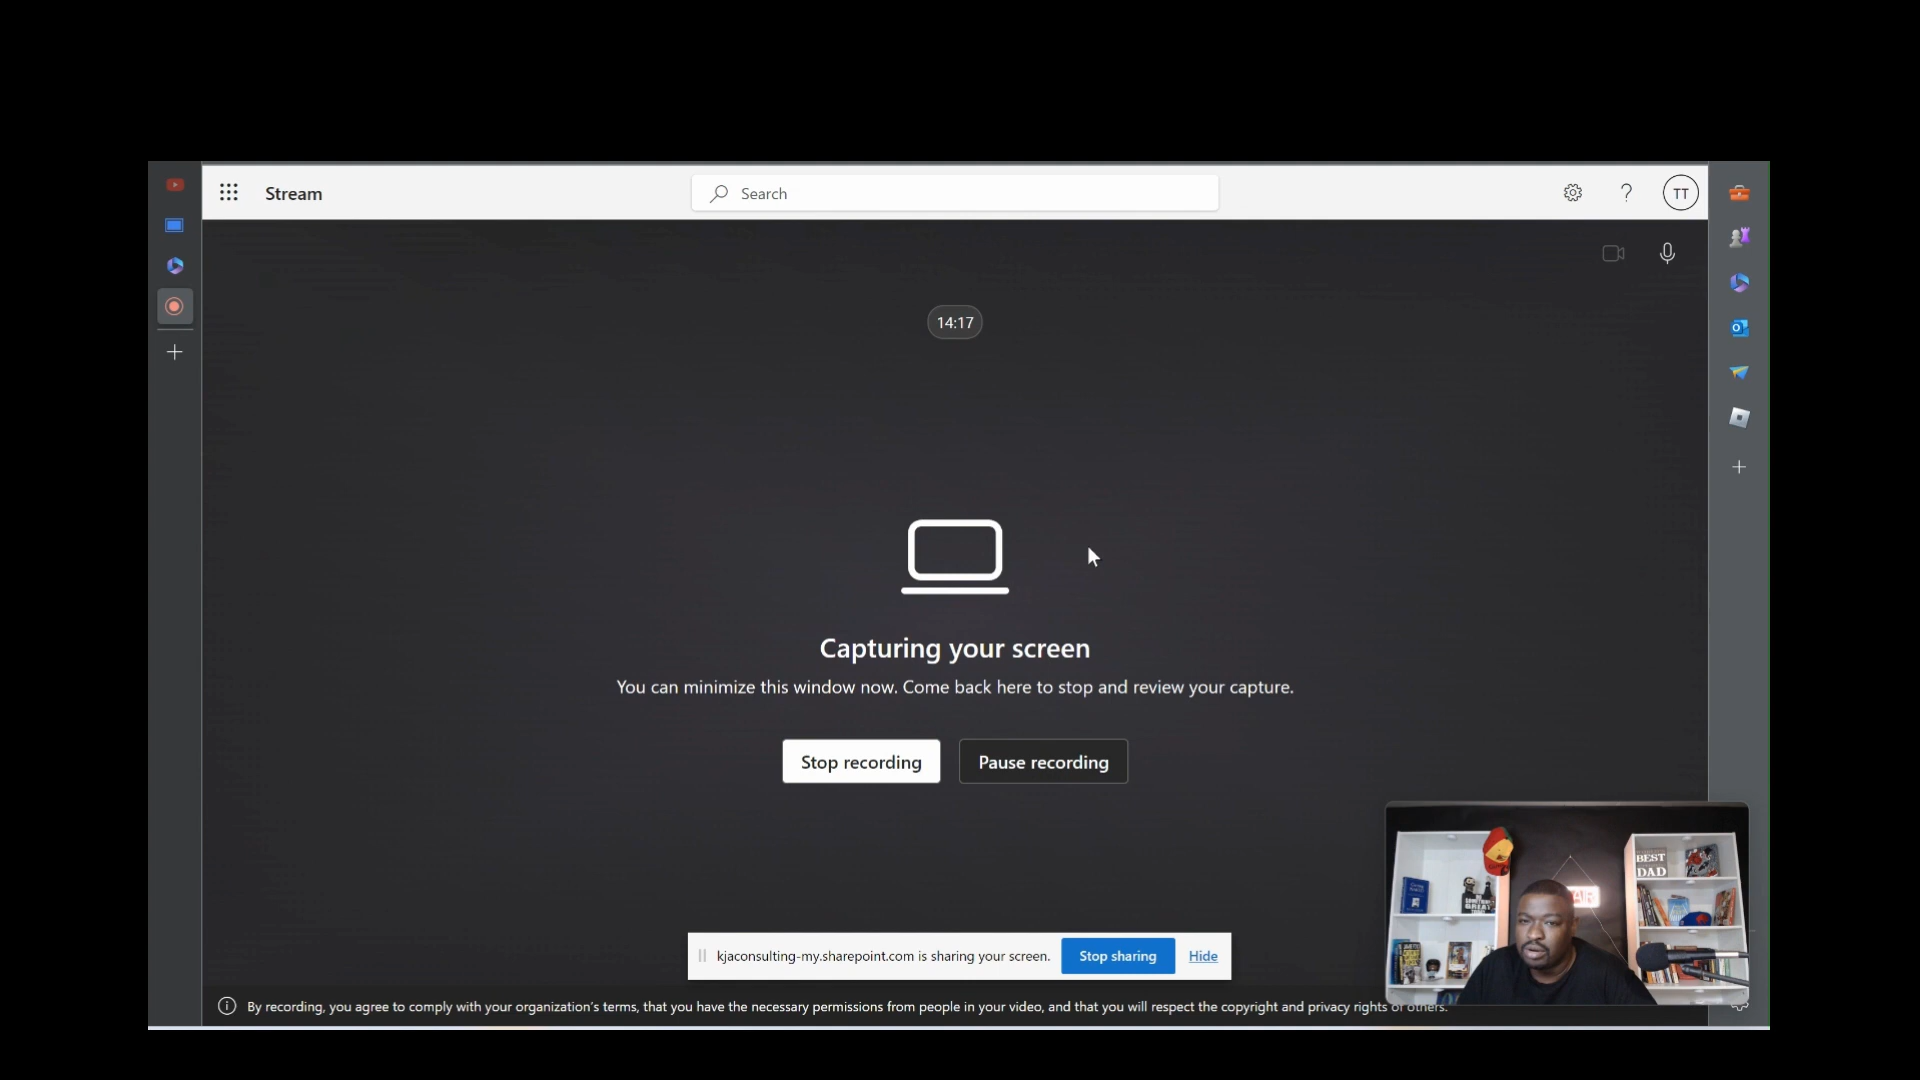 Stream
Search
TT
14:17
Capturing your screen
You can minimize this window now. Come back here to stop and review your capture.
Stop recording
Pause recording
BEST
DAD
kjaconsulting-my.sharepoint.com is sharing your screen.
Stop sharing
Hide
By recording, you agree to comply with your organization's terms, that you have the necessary permissions from people in your video, and that you will respect the copyright and privacy rights of others.